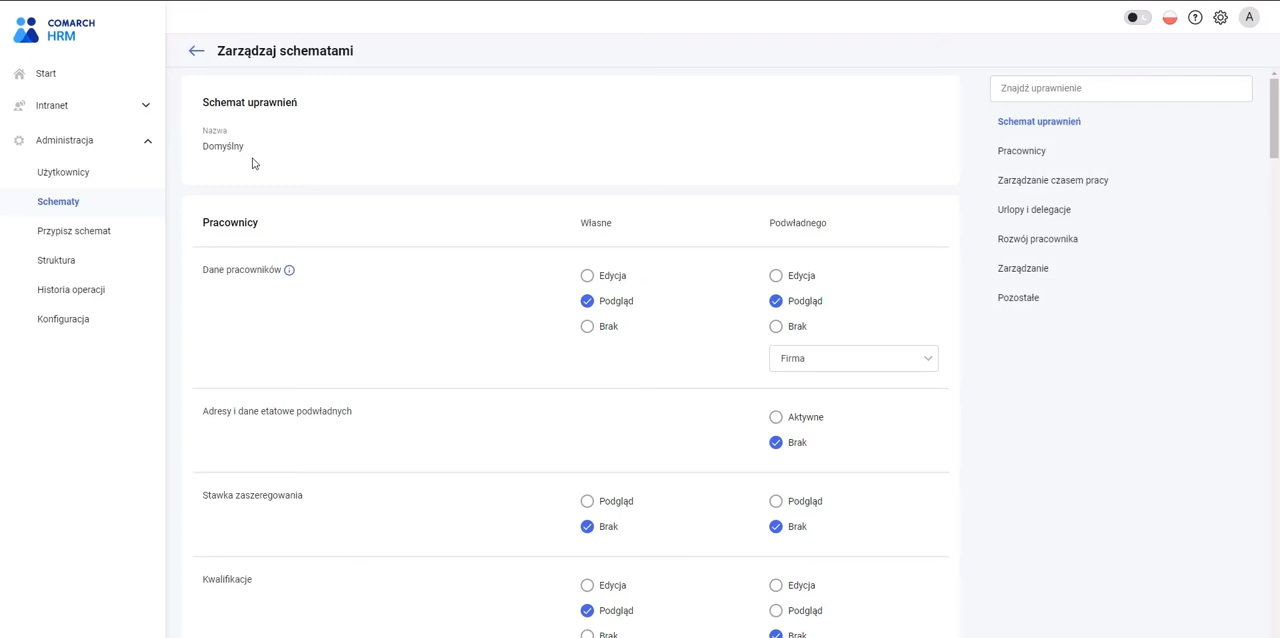 COMARCH
HRM
A
Start
Intranet
Administracja
Użytkownicy
Schematy
Przypisz schemat
Struktura
Historia operacji
Konfiguracja
Zarządzaj schematami
Schemat uprawnień
Nazwa
Domyślny
Pracownicy Własne Podwładnego
Dane pracowników
Edycja Edycja
Podgląd Podgląd
Brak Brak
Firma
Adresy i dane etatowe podwładnych
Aktywne
Brak
Stawka zaszeregowania
Podgląd Podgląd
Brak Brak
Kwalifikacje
Edycja Edycja
Podgląd Podgląd
Brak Brak
Znajdź uprawnienie
Schemat uprawnień
Pracownicy
Zarządzanie czasem pracy
Urlopy i delegacje
Rozwój pracownika
Zarządzanie
Pozostałe